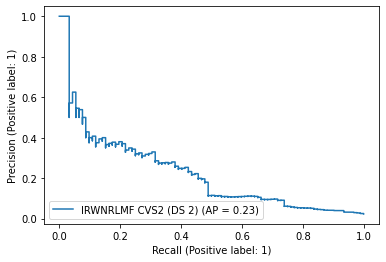 1.0
0.8
0.6
0.4
0.2
0.0
Precision (Positive label: 1)
IRWNRLMF CVS2 (DS 2) (AP = 0.23)
0.0 0.2 0.4 0.6 0.8 1.0
Recall (Positive label: 1)